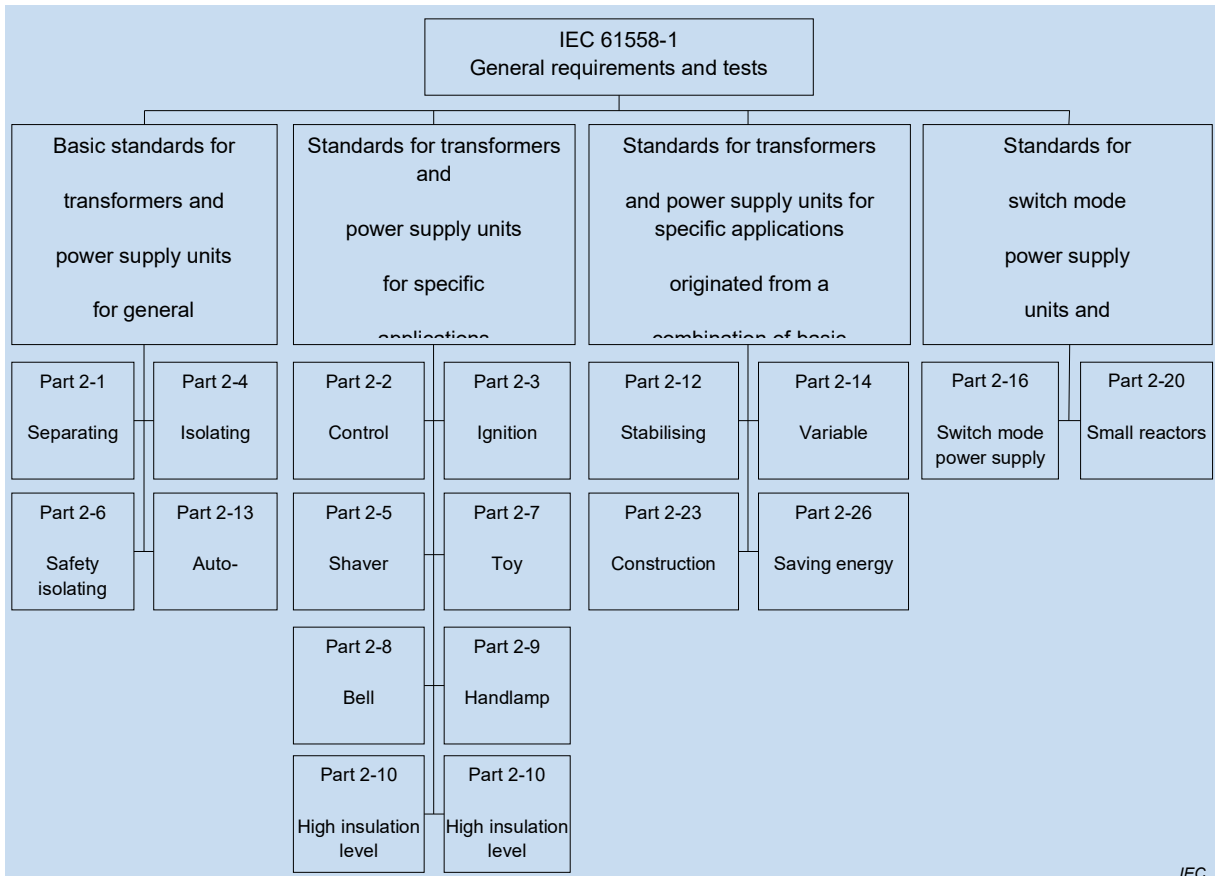 IEC 61558-1
General requirements and tests
Basic standards for
transformers and
power supply units
for general
Standards for transformers
and
power supply units
for specific
applications
Standards for transformers
and power supply units for
specific applications
originated from a
combination of basic
Standards for
switch mode
power supply
units and
Part 2-1
Separating
Part 2-4
Isolating
Part 2-6
Safety
isolating
Part 2-13
Auto-
Part 2-2
Control
Part 2-3
Ignition
Part 2-5
Shaver
Part 2-7
Toy
Part 2-8
Bell
Part 2-9
Handlamp
Part 2-10
High insulation
level
Part 2-10
High insulation
level
Part 2-12
Stabilising
Part 2-14
Variable
Part 2-23
Construction
Part 2-26
Saving energy
Part 2-16
Switch mode
power supply
Part 2-20
Small reactors
IEC